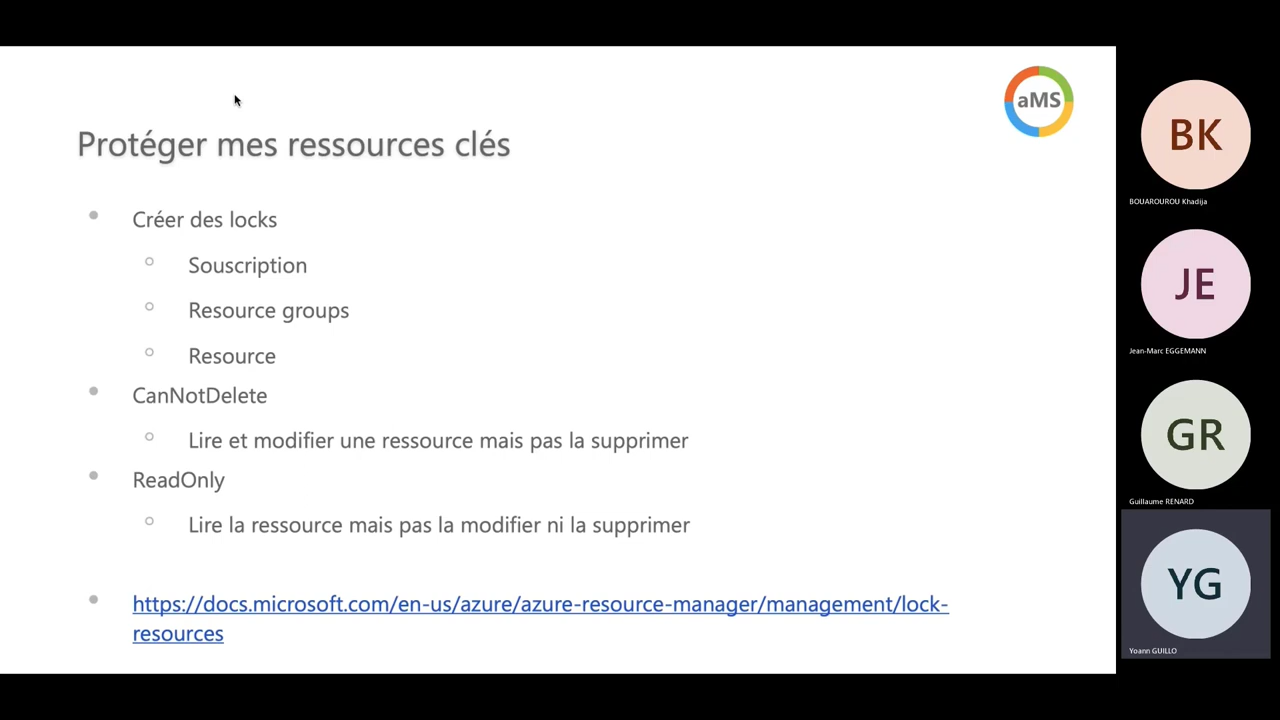 aMS
Protéger mes ressources clés
Créer des locks
Souscription
Resource groups
Resource
CanNotDelete
Lire et modifier une ressource mais pas la supprimer
ReadOnly
Lire la ressource mais pas la modifier ni la supprimer
https://docs.microsoft.com/en-us/azure/azure-resource-manager/management/lock-
resources
BK
BOUAROUROU Khadija
JE
Jean-Marc EGGEMANN
GR
Guillaume RENARD
YG
Yoann GUILLO